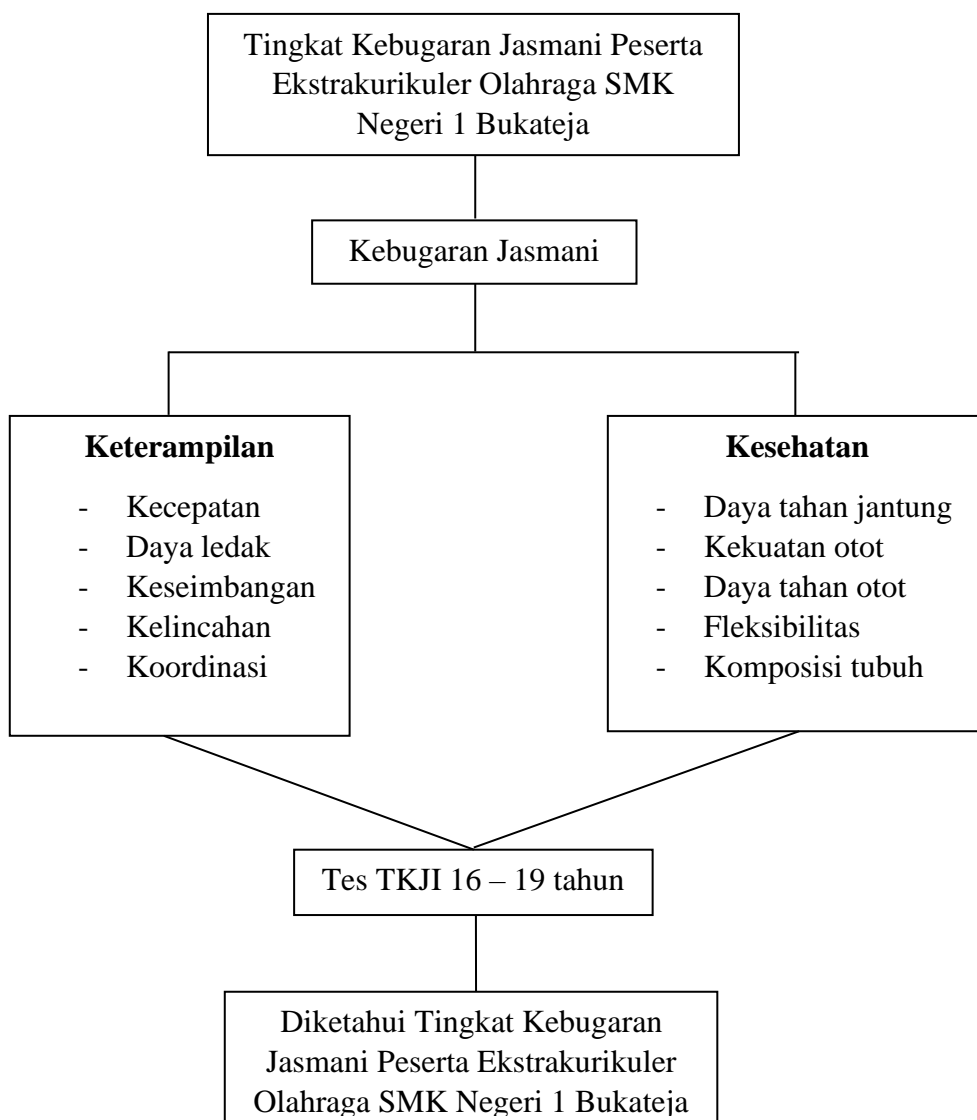 Tingkat Kebugaran Jasmani Peserta
Ekstrakurikuler Olahraga SMK
Negeri 1 Bukateja
Kebugaran Jasmani
Keterampilan
- Kecepatan
- Daya ledak
- Keseimbangan
- Kelincahan
- Koordinasi
Kesehatan
- Daya tahan jantung
- Kekuatan otot
- Daya tahan otot
- Fleksibilitas
- Komposisi tubuh
Tes TKJI 16 – 19 tahun
Diketahui Tingkat Kebugaran
Jasmani Peserta Ekstrakurikuler
Olahraga SMK Negeri 1 Bukateja